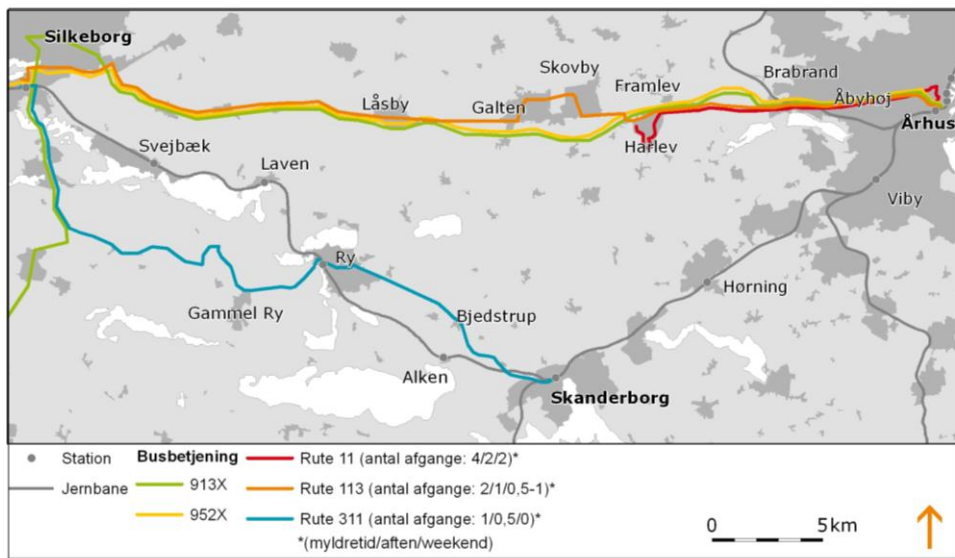 Silkeborg
Skovby
Framlev
Brabrand
Låsby
Galten
Åbyhøj
Århus
Harlev
Svejbæk
Laven
Viby
Ry
Hørning
Gammel Ry
Bjedstrup
Alken
Skanderborg
Station
Busbetjening
Rute 11 (antal afgange: 4/2/2)*
Jernbane
913X
Rute 113 (antal afgange: 2/1/0,5-1)*
952X
Rute 311 (antal afgange: 1/0,5/0)*
*(myldretid/aften/weekend)
0 5km